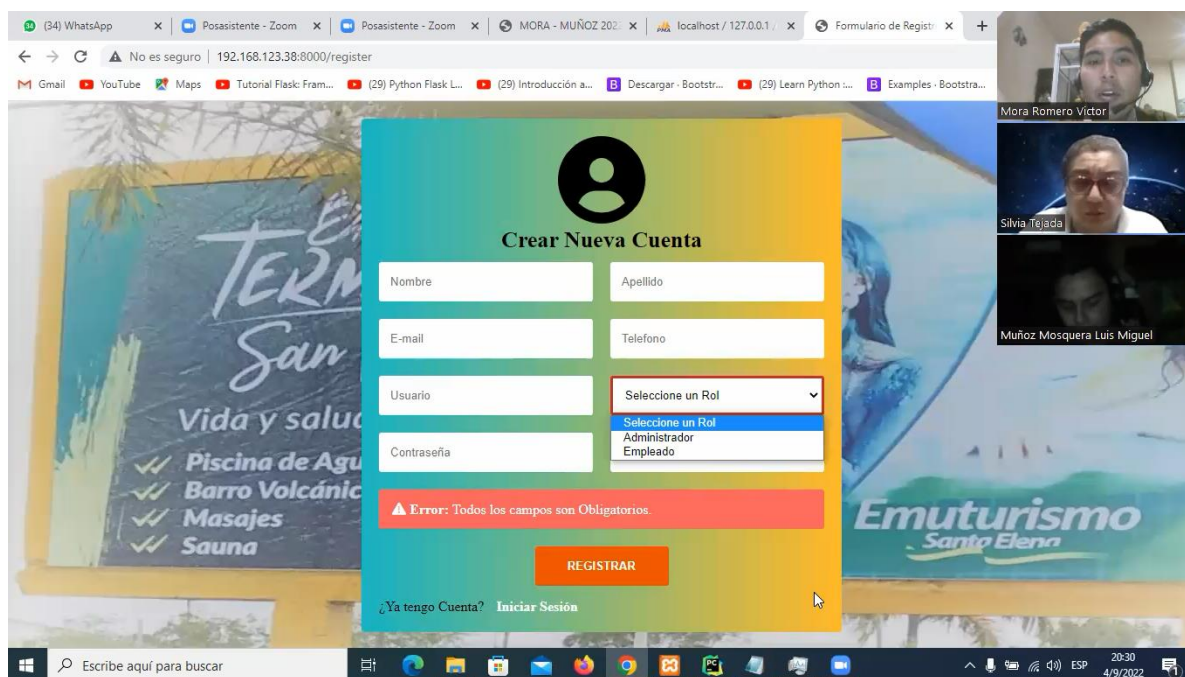 (34) WhatsApp
Posasistente - Zoom
Posasistente - Zoom
MORA - MUÑOZ 202
localhost / 127.0.0.1 /
Formulario de Registr
No es seguro | 192.168.123.38:8000/register
Gmail
YouTube
Maps
Tutorial Flask: Fram...
(29) Python Flask L...
(29) Introducción a...
Descargar · Bootstr...
(29) Learn Python :...
Examples · Bootstra...
Mora Romero Victor
Silvia Tejada
Muñoz Mosquera Luis Miguel
San
Vida y salud
Piscina de Agu
Barro Volcánic
Masajes
Sauna
Crear Nueva Cuenta
Nombre
Apellido
E-mail
Telefono
Usuario
Seleccione un Rol
Seleccione un Rol
Administrador
Empleado
Contraseña
Error: Todos los campos son Obligatorios.
REGISTRAR
¿Ya tengo Cuenta? Iniciar Sesión
Emuturismo
Santa Elena
Escribe aquí para buscar
ESP
20:30
4/9/2022